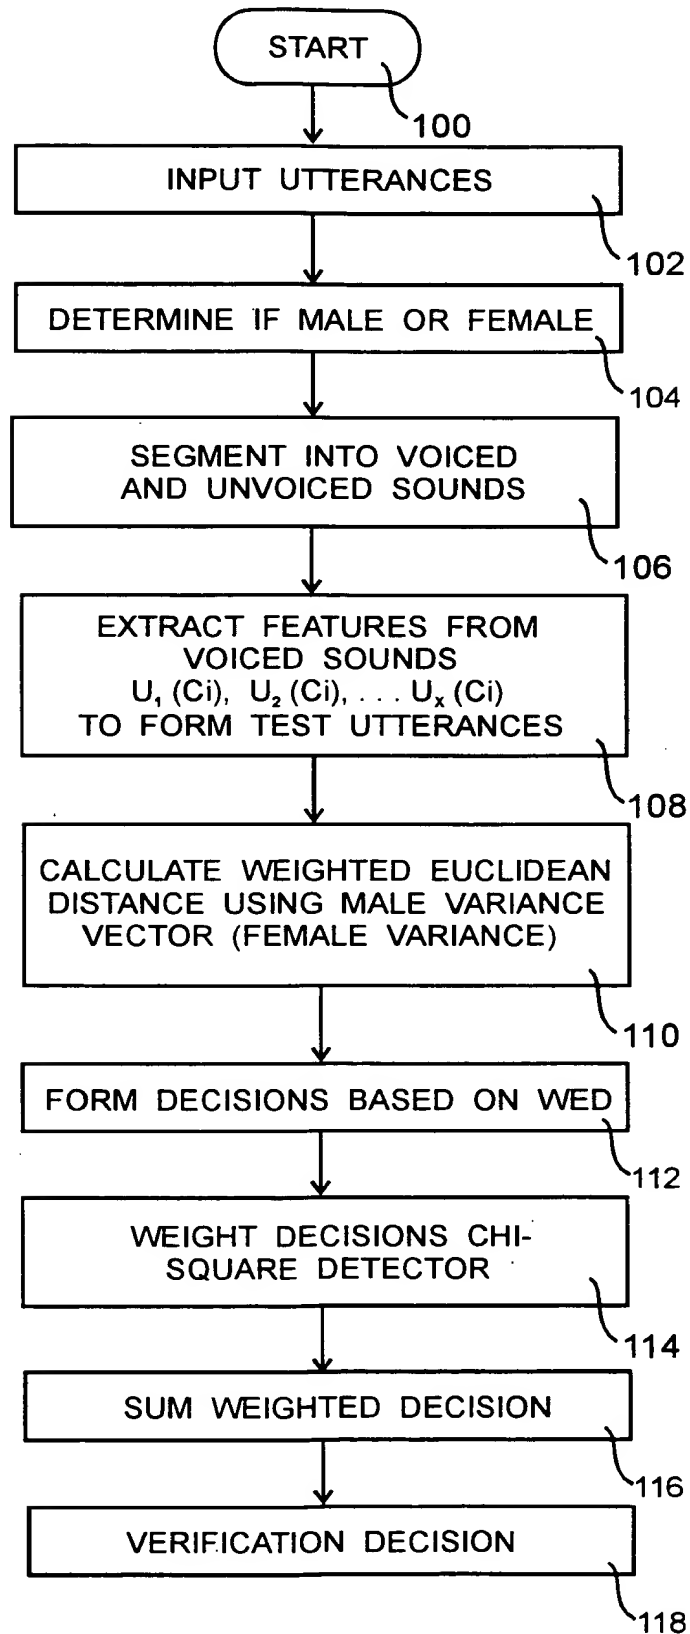 START
100
INPUT UTTERANCES
102
DETERMINE IF MALE OR FEMALE
104
SEGMENT INTO VOICED
AND UNVOICED SOUNDS
106
EXTRACT FEATURES FROM
VOICED SOUNDS
U₁ (Ci), U₂ (Ci), . . . Uₓ (Ci)
TO FORM TEST UTTERANCES
108
CALCULATE WEIGHTED EUCLIDEAN
DISTANCE USING MALE VARIANCE
VECTOR (FEMALE VARIANCE)
110
FORM DECISIONS BASED ON WED
112
WEIGHT DECISIONS CHI-
SQUARE DETECTOR
114
SUM WEIGHTED DECISION
116
VERIFICATION DECISION
118